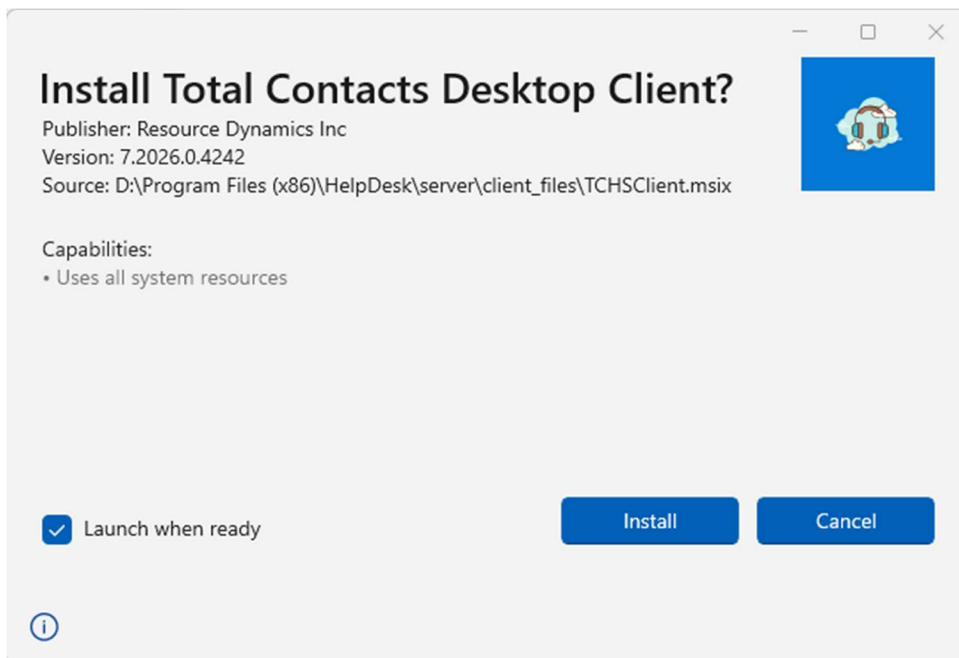 Install Total Contacts Desktop Client?
Publisher: Resource Dynamics Inc
Version: 7.2026.0.4242
Source: D:\Program Files (x86)\HelpDesk\server\client_files\TCHSClient.msix
Capabilities:
• Uses all system resources
Launch when ready
Install
Cancel